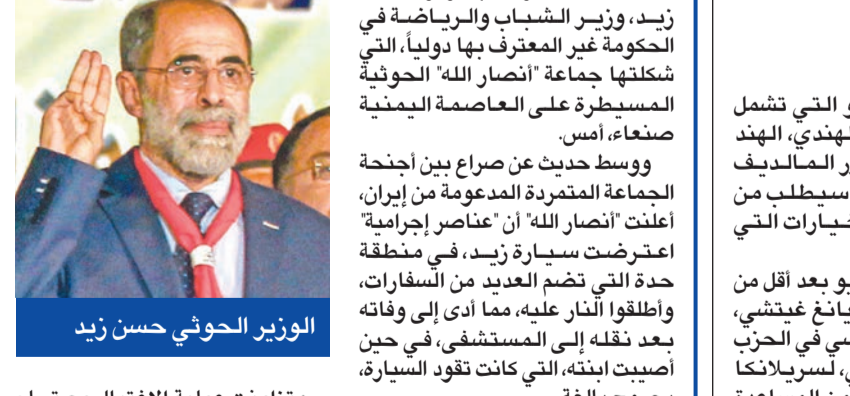 و التي تشمل
الهندي، الهند
المالديف
سيطلب من
خيارات التي
بعد أقل من
يانغ غيتشي،
في الحزب
لسريلانكا
زيد، وزير الشباب والرياضة في
الحكومة غير المعترف بها دولياً، التي
شكلتها جماعة "أنصار الله" الحوثية
المسيطرة على العاصمة اليمنية
صنعاء، أمس.
ووسط حديث عن صراع بين أجنحة
الجماعة المتمردة المدعومة من إيران،
أعلنت "أنصار الله" أن "عناصر إجرامية"
اعترضت سيارة زيد، في منطقة
حدة التي تضم العديد من السفارات،
وأطلقوا النار عليه، مما أدى إلى وفاته
بعد نقله إلى المستشفى، في حين
أصيبت ابنته، التي كانت تقود السيارة،
الوزير الحوثي حسن زيد